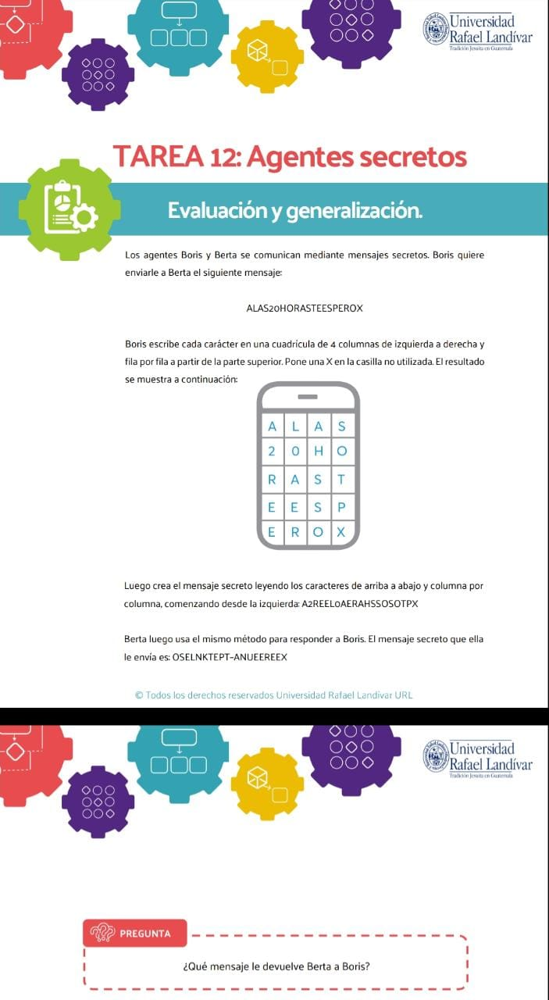 Universidad
Rafael Landívar
Tradición Jesuita en Guatemala
TAREA 12: Agentes secretos
Evaluación y generalización.
Los agentes Boris y Berta se comunican mediante mensajes secretos. Boris quiere
enviarle a Berta el siguiente mensaje:
ALAS20HORASTEESPEROX
Boris escribe cada carácter en una cuadrícula de 4 columnas de izquierda a derecha y
fila por fila a partir de la parte superior. Pone una X en la casilla no utilizada. El resultado
se muestra a continuación:
A L A S
2 0 H O
R A S T
E E S P
E R O X
Luego crea el mensaje secreto leyendo los caracteres de arriba a abajo y columna por
columna, comenzando desde la izquierda: A2REEL0AERAHSSOSOTPX
Berta luego usa el mismo método para responder a Boris. El mensaje secreto que ella
le envía es: OSELNKTEPT-ANUEEREEX
© Todos los derechos reservados Universidad Rafael Landívar URL
Universidad
Rafael Landívar
Tradición Jesuita en Guatemala
PREGUNTA
¿Qué mensaje le devuelve Berta a Boris?